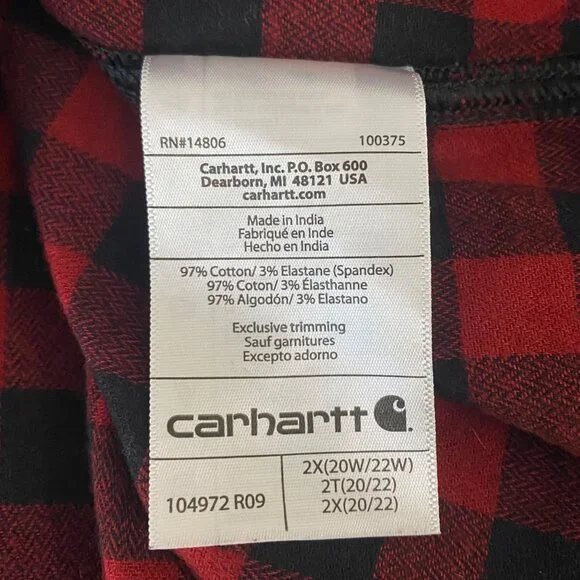 RN#14806 100375
Carhartt, Inc. P.O. Box 600
Dearborn, MI 48121 USA
carhartt.com
Made in India
Fabriqué en Inde
Hecho en India
97% Cotton/ 3% Elastane (Spandex)
97% Coton/ 3% Élasthanne
97% Algodón/ 3% Elastano
Exclusive trimming
Sauf garnitures
Excepto adorno
carhartt
104972 R09
2X(20W/22W)
2T(20/22)
2X(20/22)